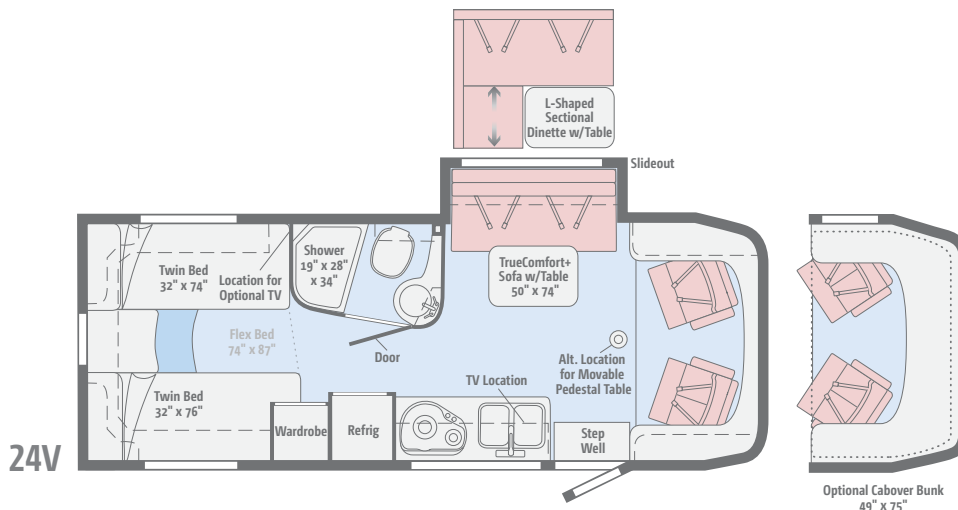 L-Shaped
Sectional
Dinette w/Table
Slideout
Shower
19" x 28"
x 34"
Twin Bed
32" x 74"
Location for
Optional TV
TrueComfort+
Sofa w/Table
50" x 74"
Flex Bed
74" x 87"
Door
Alt. Location
for Movable
Pedestal Table
TV Location
Twin Bed
32" x 76"
Wardrobe
Refrig
Step
Well
24V
Optional Cabover Bunk
49" x 75"